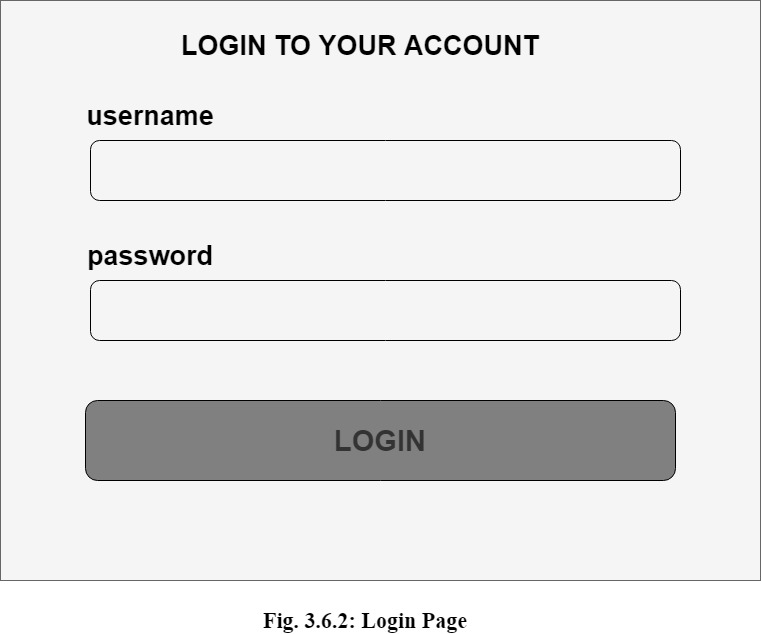 LOGIN TO YOUR ACCOUNT
username
password
LOGIN
Fig. 3.6.2: Login Page